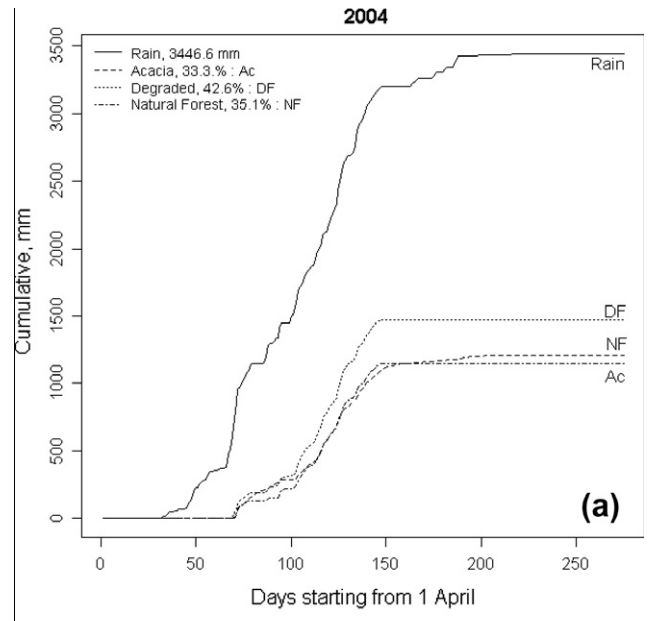 2004
Rain, 3446.6 mm
Acacia, 33.3.% : Ac
Degraded, 42.6% : DF
Natural Forest, 35.1% : NF
Rain
DF
NF
Ac
(a)
Cumulative, mm
0
500
1000
1500
2000
2500
3000
3500
0
50
100
150
200
250
Days starting from 1 April